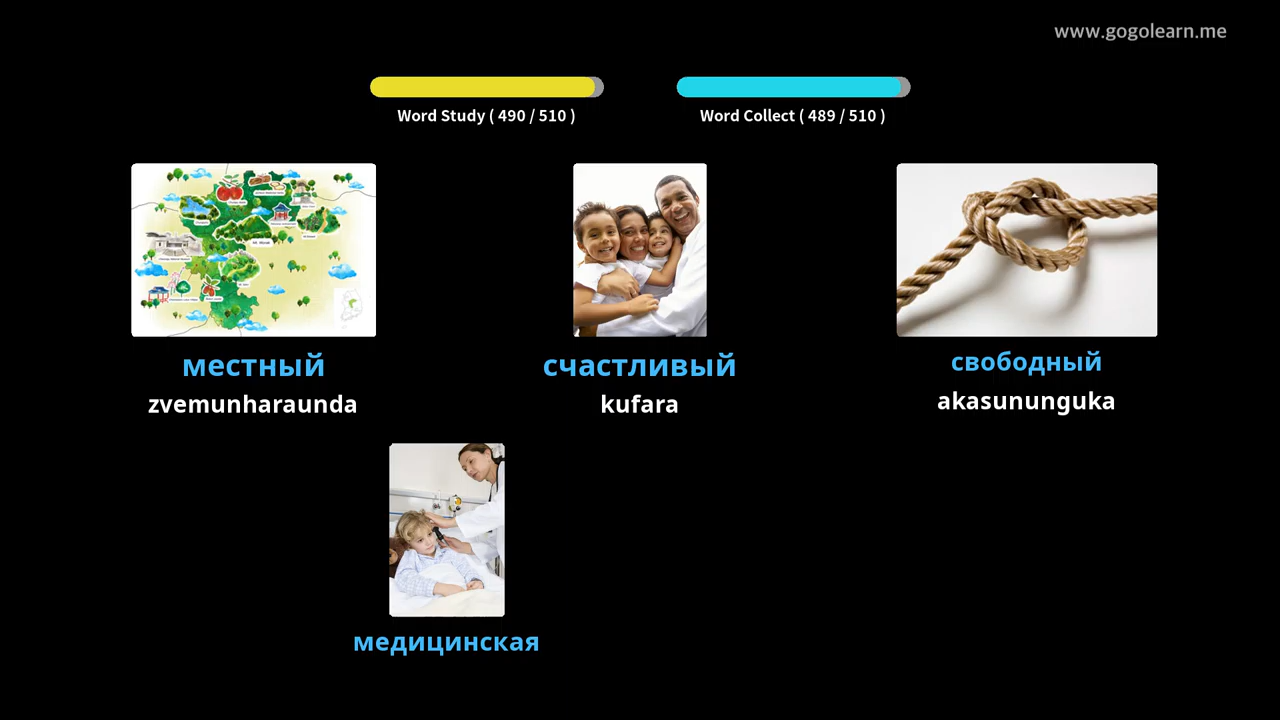 www.gogolearn.me
Word Study ( 490 / 510 )
Word Collect ( 489 / 510 )
местный
счастливый
свободный
zvemunharaunda
kufara
akasununguka
медицинская